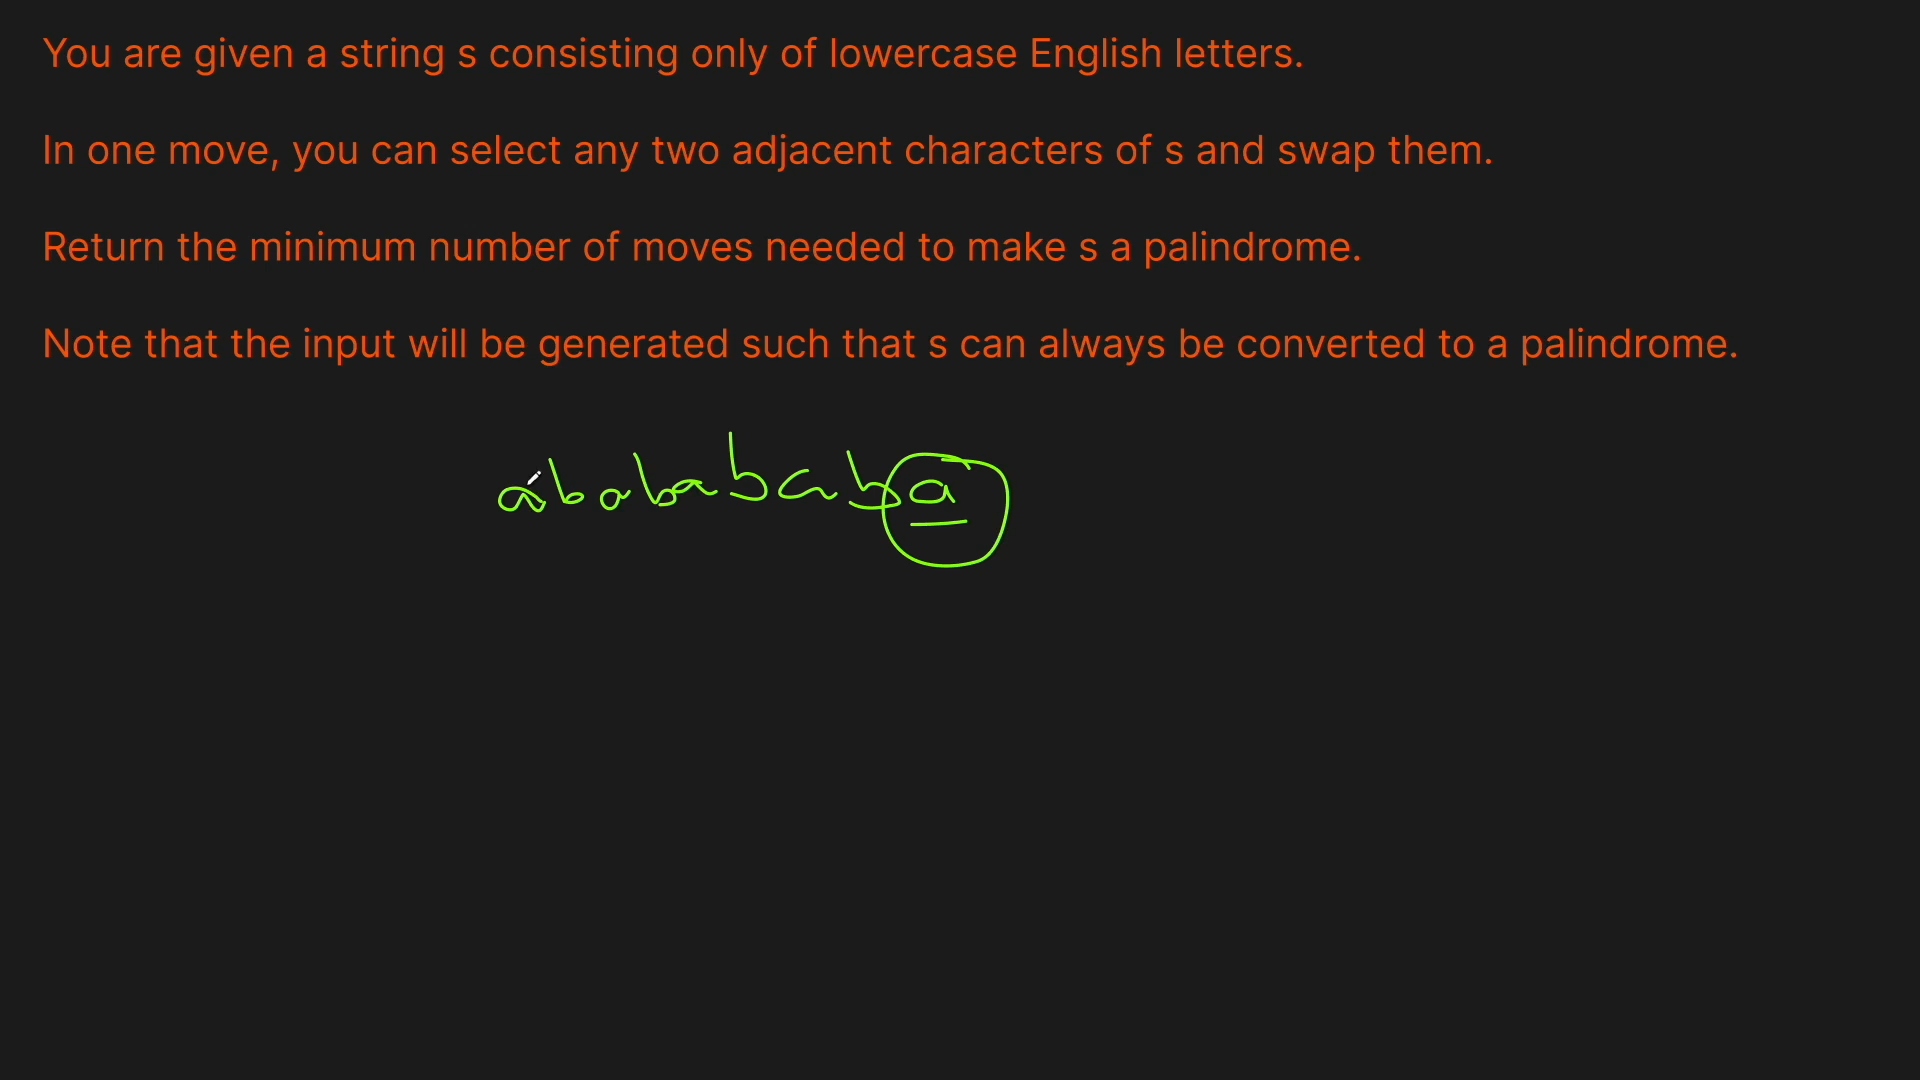 You are given a string s consisting only of lowercase English letters.
In one move, you can select any two adjacent characters of s and swap them.
Return the minimum number of moves needed to make s a palindrome.
Note that the input will be generated such that s can always be converted to a palindrome.
ababababa